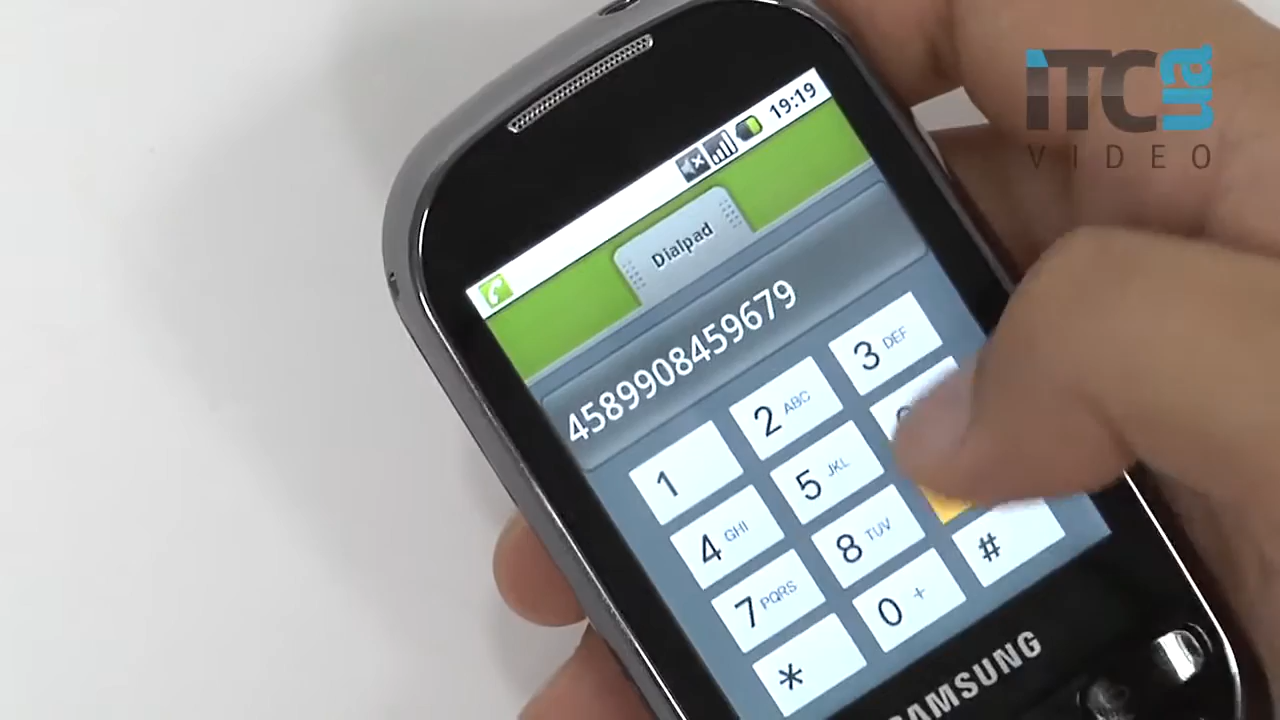 iTC.ua
VIDEO
19:19
Dialpad
4589908459679
1
2 ABC
3 DEF
4 GHI
5 JKL
7 PQRS
8 TUV
*
0 +
#
SAMSUNG